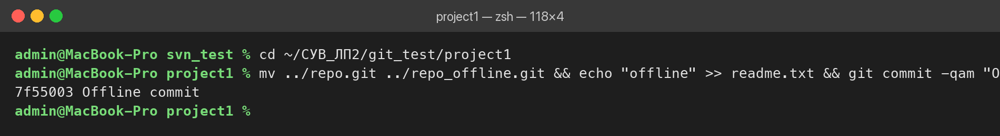 project1 — zsh — 118×4
admin@MacBook-Pro svn_test % cd ~/СУВ_ЛП2/git_test/project1
admin@MacBook-Pro project1 % mv ../repo.git ../repo_offline.git && echo "offline" >> readme.txt && git commit -qam "O
7f55003 Offline commit
admin@MacBook-Pro project1 %